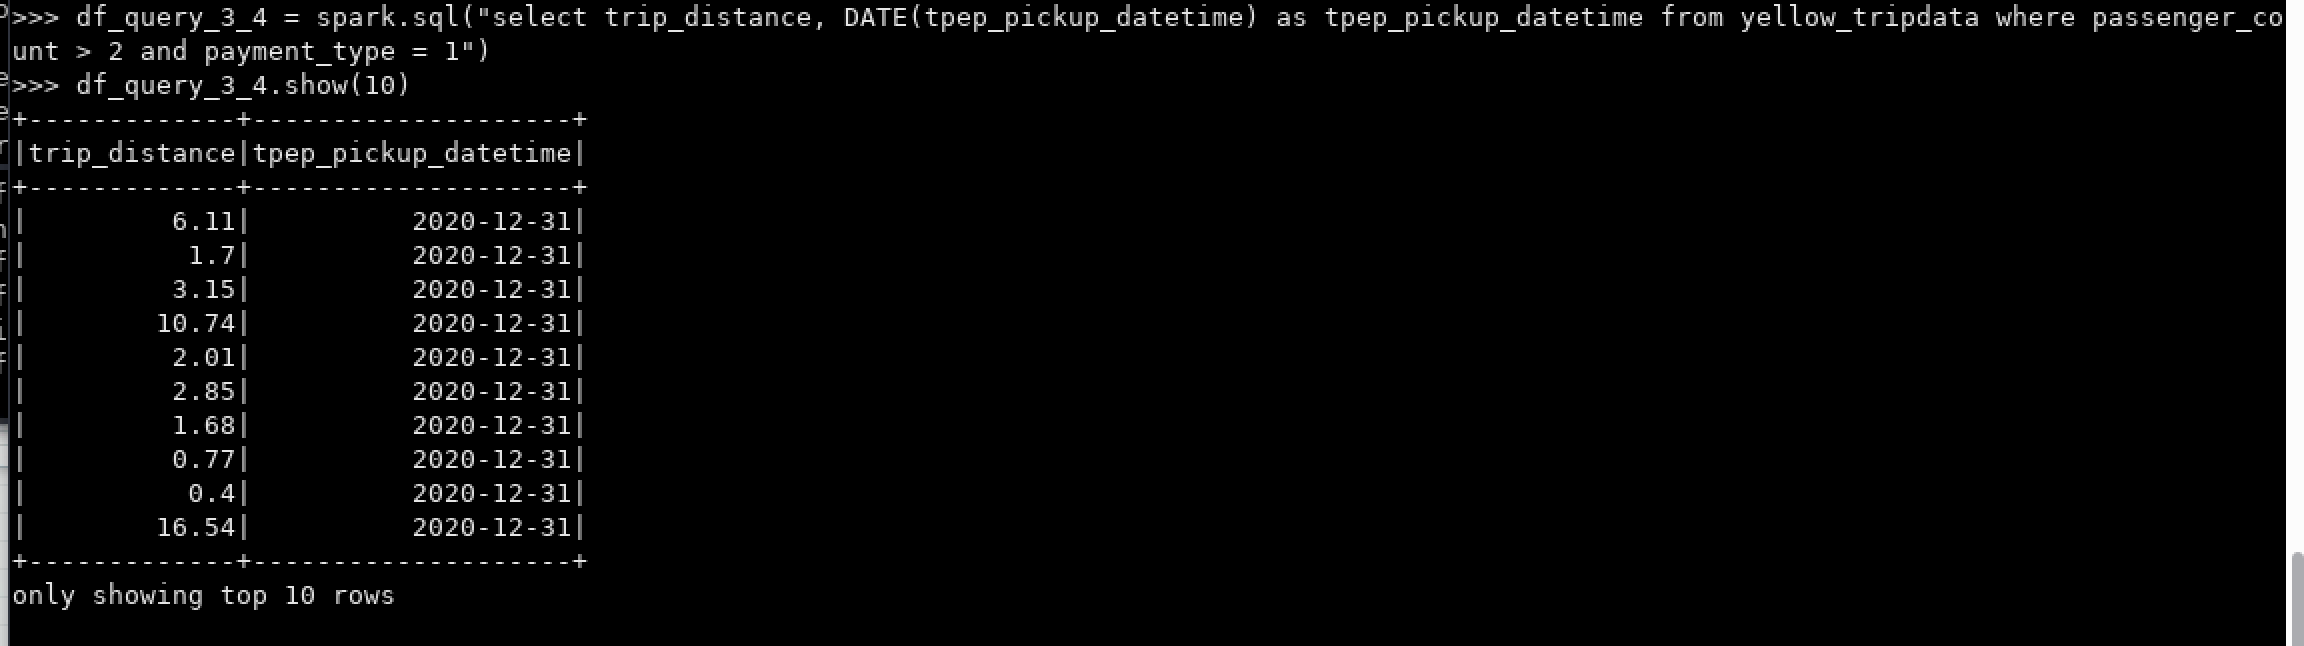 >>> df_query_3_4 = spark.sql("select trip_distance, DATE(tpep_pickup_datetime) as tpep_pickup_datetime from yellow_tripdata where passenger_co
unt > 2 and payment_type = 1")
>>> df_query_3_4.show(10)
+-------------+--------------------+
|trip_distance|tpep_pickup_datetime|
+-------------+--------------------+
|         6.11|          2020-12-31|
|          1.7|          2020-12-31|
|         3.15|          2020-12-31|
|        10.74|          2020-12-31|
|         2.01|          2020-12-31|
|         2.85|          2020-12-31|
|         1.68|          2020-12-31|
|         0.77|          2020-12-31|
|          0.4|          2020-12-31|
|        16.54|          2020-12-31|
+-------------+--------------------+
only showing top 10 rows